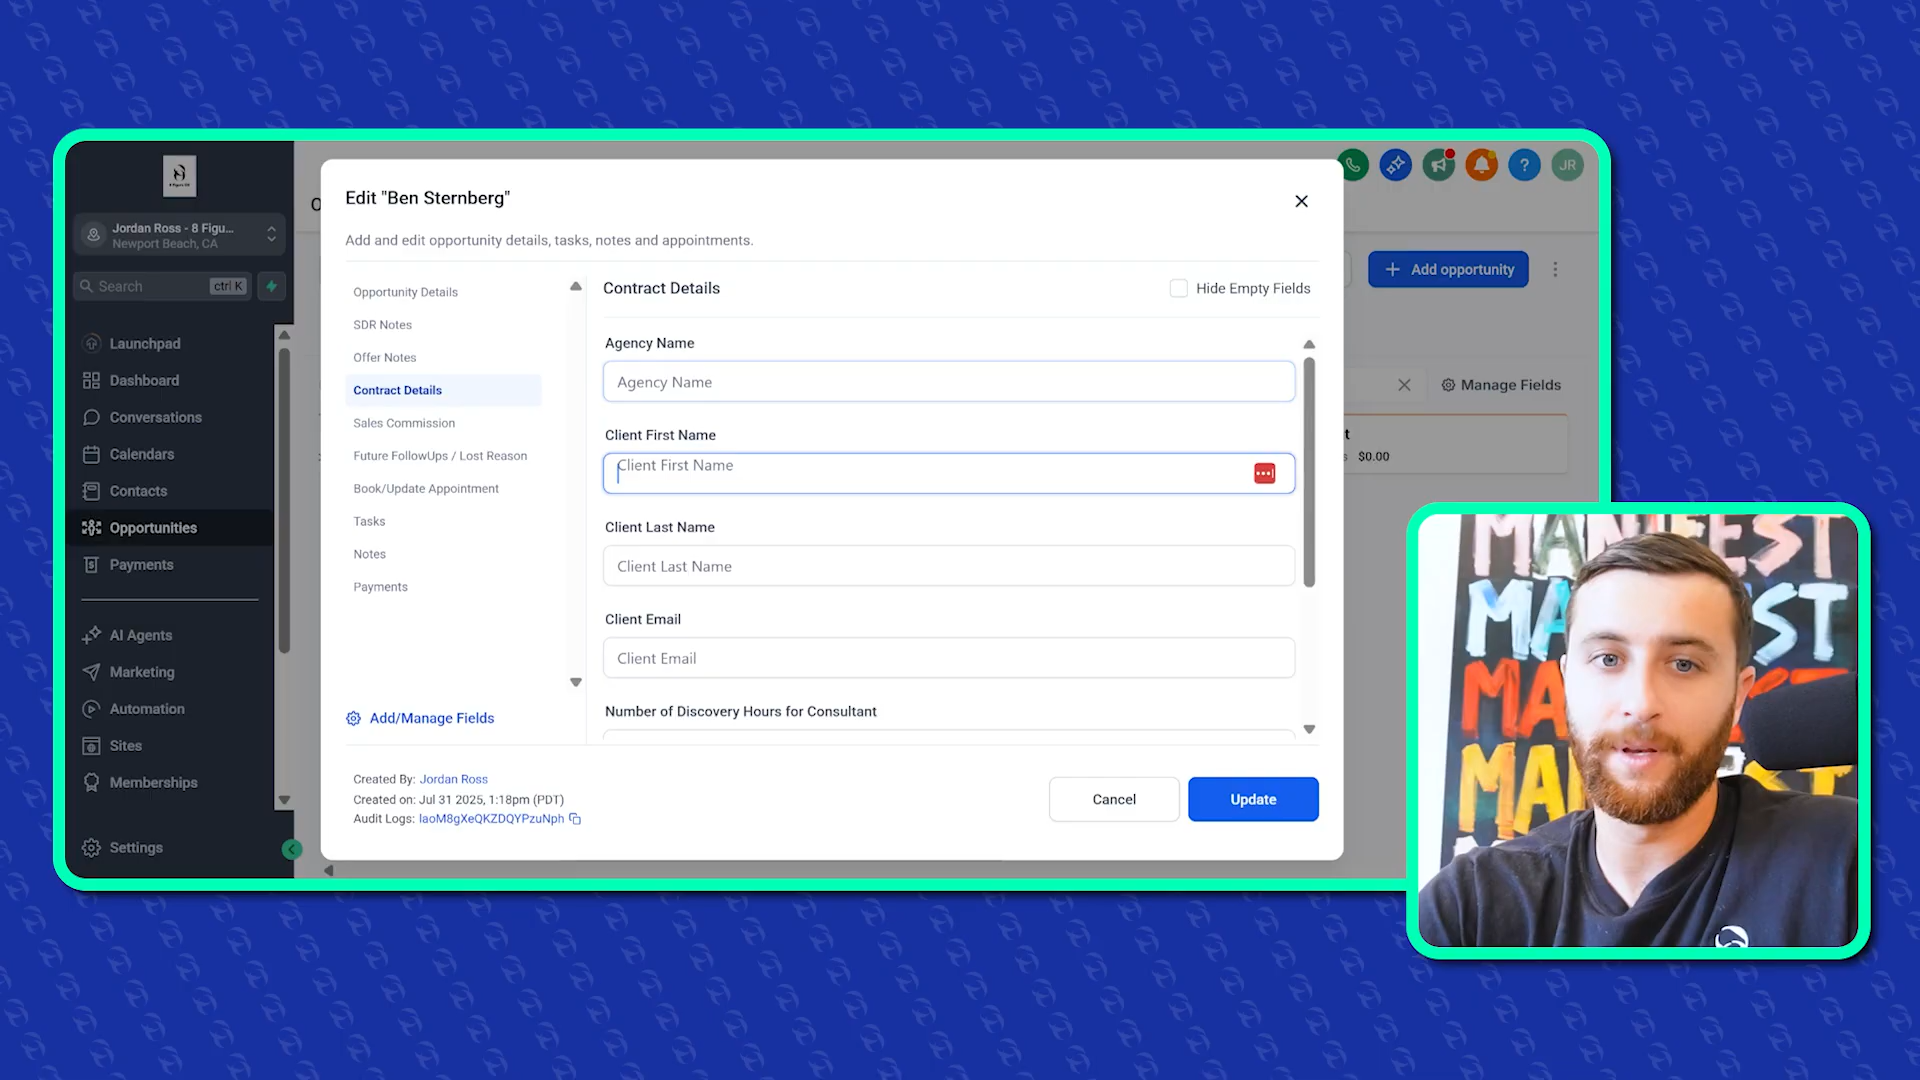 Jordan Ross - 8 Figu...
Newport Beach, CA
Search
ctrl K
Launchpad
Dashboard
Conversations
Calendars
Contacts
Opportunities
Payments
AI Agents
Marketing
Automation
Sites
Memberships
Settings
Edit "Ben Sternberg"
Add and edit opportunity details, tasks, notes and appointments.
Opportunity Details
SDR Notes
Offer Notes
Contract Details
Sales Commission
Future FollowUps / Lost Reason
Book/Update Appointment
Tasks
Notes
Payments
Add/Manage Fields
Contract Details
Hide Empty Fields
Agency Name
Agency Name
Client First Name
Client First Name
Client Last Name
Client Last Name
Client Email
Client Email
Number of Discovery Hours for Consultant
Created By: Jordan Ross
Created on: Jul 31 2025, 1:18pm (PDT)
Audit Logs: IaoM8gXeQKZDQYPzuNph
Cancel
Update
?
JR
+ Add opportunity
Manage Fields
t
s $0.00
MANIFEST